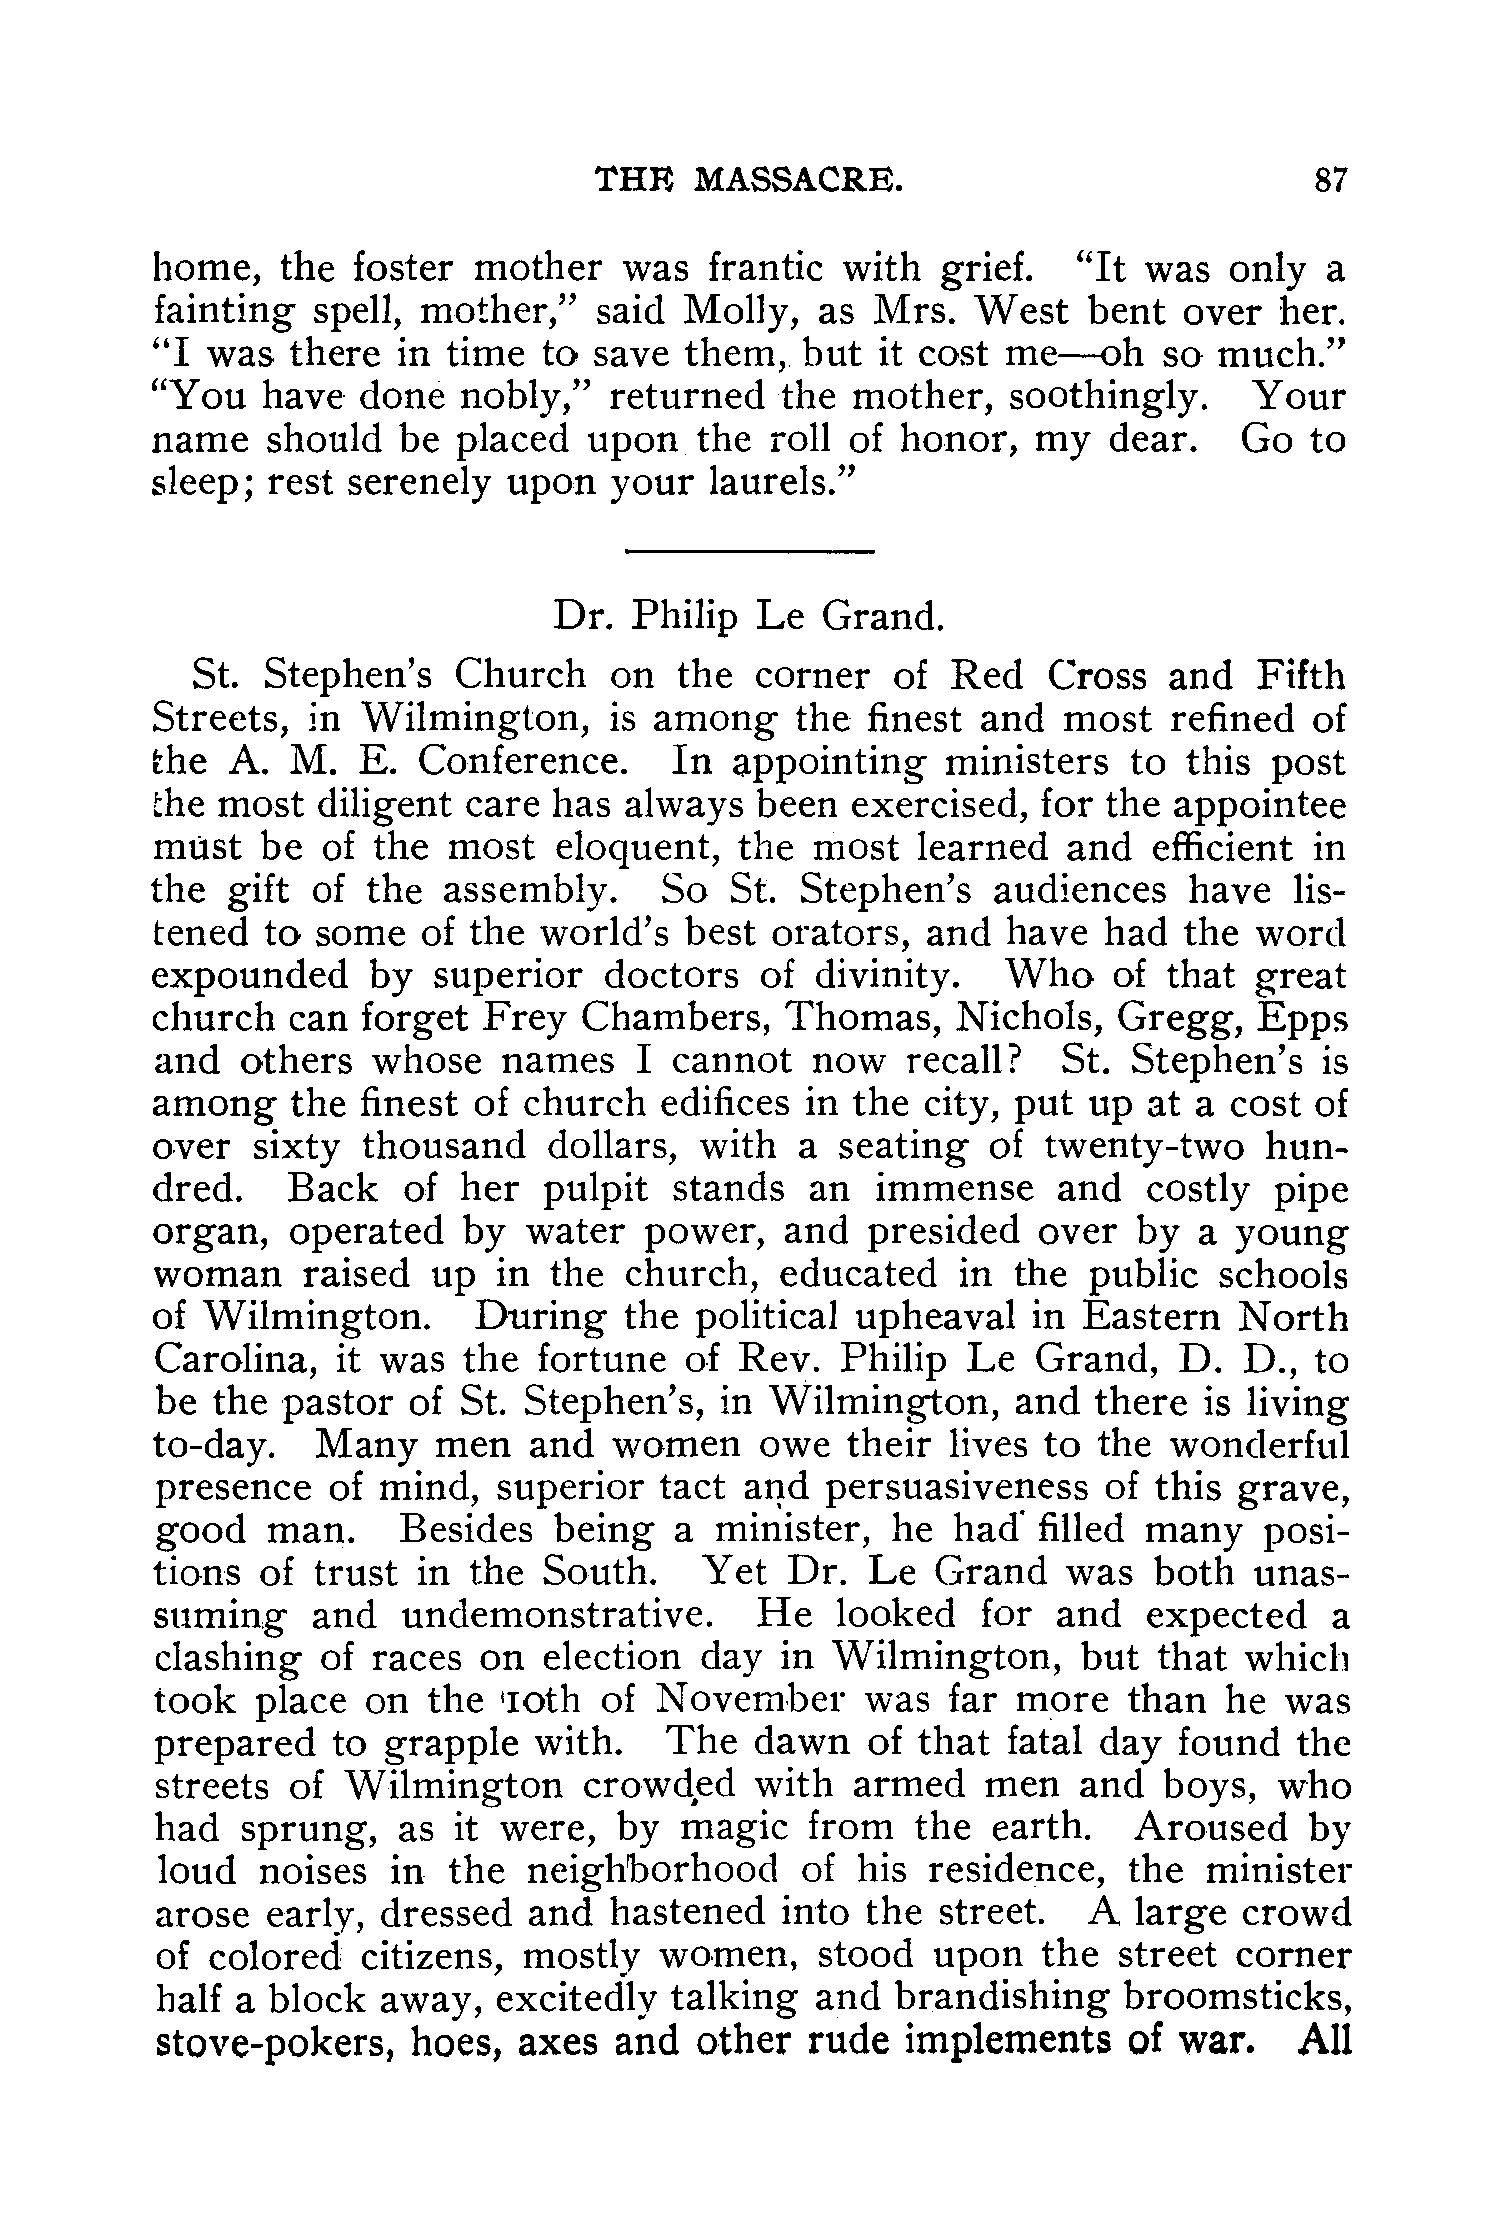 THE MASSACRE. 87
home, the foster mother was frantic with grief. “It was only a
fainting spell, mother,” said Molly, as Mrs. West bent over her.
“I was there in time to save them, but it cost me—oh so much.”
“You have done nobly,” returned the mother, soothingly. Your
name should be placed upon the roll of honor, my dear. Go to
sleep; rest serenely upon your laurels.”
Dr. Philip Le Grand.
St. Stephen’s Church on the corner of Red Cross and Fifth
Streets, in Wilmington, is among the finest and most refined of
the A. M. E. Conference. In appointing ministers to this post
the most diligent care has always been exercised, for the appointee
must be of the most eloquent, the most learned and efficient in
the gift of the assembly. So St. Stephen’s audiences have lis-
tened to some of the world’s best orators, and have had the word
expounded by superior doctors of divinity. Who of that great
church can forget Frey Chambers, Thomas, Nichols, Gregg, Epps
and others whose names I cannot now recall? St. Stephen’s is
among the finest of church edifices in the city, put up at a cost of
over sixty thousand dollars, with a seating of twenty-two hun-
dred. Back of her pulpit stands an immense and costly pipe
organ, operated by water power, and presided over by a young
woman raised up in the church, educated in the public schools
of Wilmington. During the political upheaval in Eastern North
Carolina, it was the fortune of Rev. Philip Le Grand, D. D., to
be the pastor of St. Stephen’s, in Wilmington, and there is living
to-day. Many men and women owe their lives to the wonderful
presence of mind, superior tact and persuasiveness of this grave,
good man. Besides being a minister, he had filled many posi-
tions of trust in the South. Yet Dr. Le Grand was both unas-
suming and undemonstrative. He looked for and expected a
clashing of races on election day in Wilmington, but that which
took place on the 10th of November was far more than he was
prepared to grapple with. The dawn of that fatal day found the
streets of Wilmington crowded with armed men and boys, who
had sprung, as it were, by magic from the earth. Aroused by
loud noises in the neighborhood of his residence, the minister
arose early, dressed and hastened into the street. A large crowd
of colored citizens, mostly women, stood upon the street corner
half a block away, excitedly talking and brandishing broomsticks,
stove-pokers, hoes, axes and other rude implements of war. All